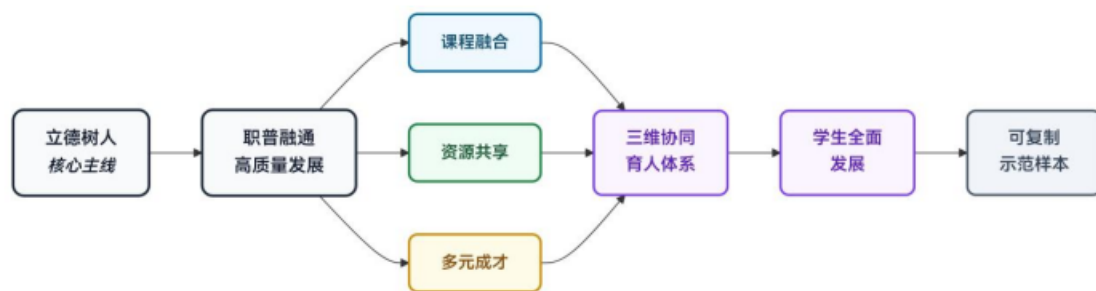 立德树人
核心主线
职普融通
高质量发展
课程融合
资源共享
多元成才
三维协同
育人体系
学生全面
发展
可复制
示范样本